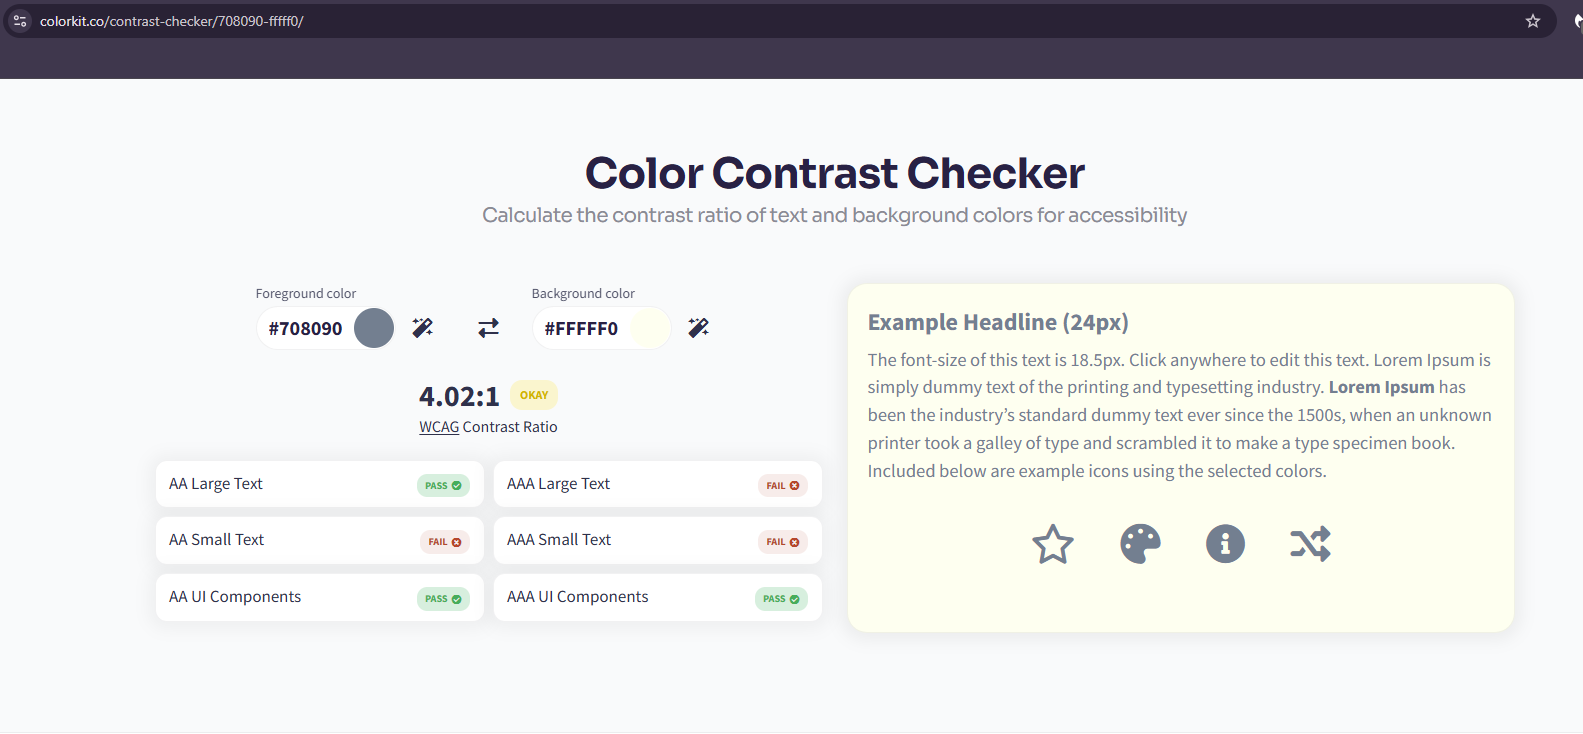 colorkit.co/contrast-checker/708090-fffff0/
Color Contrast Checker
Calculate the contrast ratio of text and background colors for accessibility
Foreground color
#708090
Background color
#FFFFF0
4.02:1 OKAY
WCAG Contrast Ratio
AA Large Text PASS
AAA Large Text FAIL
AA Small Text FAIL
AAA Small Text FAIL
AA UI Components PASS
AAA UI Components PASS
Example Headline (24px)
The font-size of this text is 18.5px. Click anywhere to edit this text. Lorem Ipsum is
simply dummy text of the printing and typesetting industry. Lorem Ipsum has
been the industry’s standard dummy text ever since the 1500s, when an unknown
printer took a galley of type and scrambled it to make a type specimen book.
Included below are example icons using the selected colors.